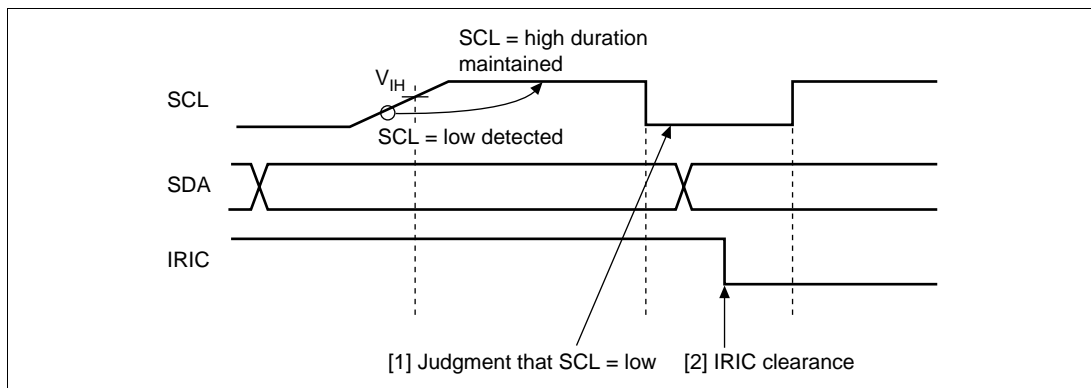 SCL = high duration
maintained
VIH
SCL
SCL = low detected
SDA
IRIC
[1] Judgment that SCL = low
[2] IRIC clearance